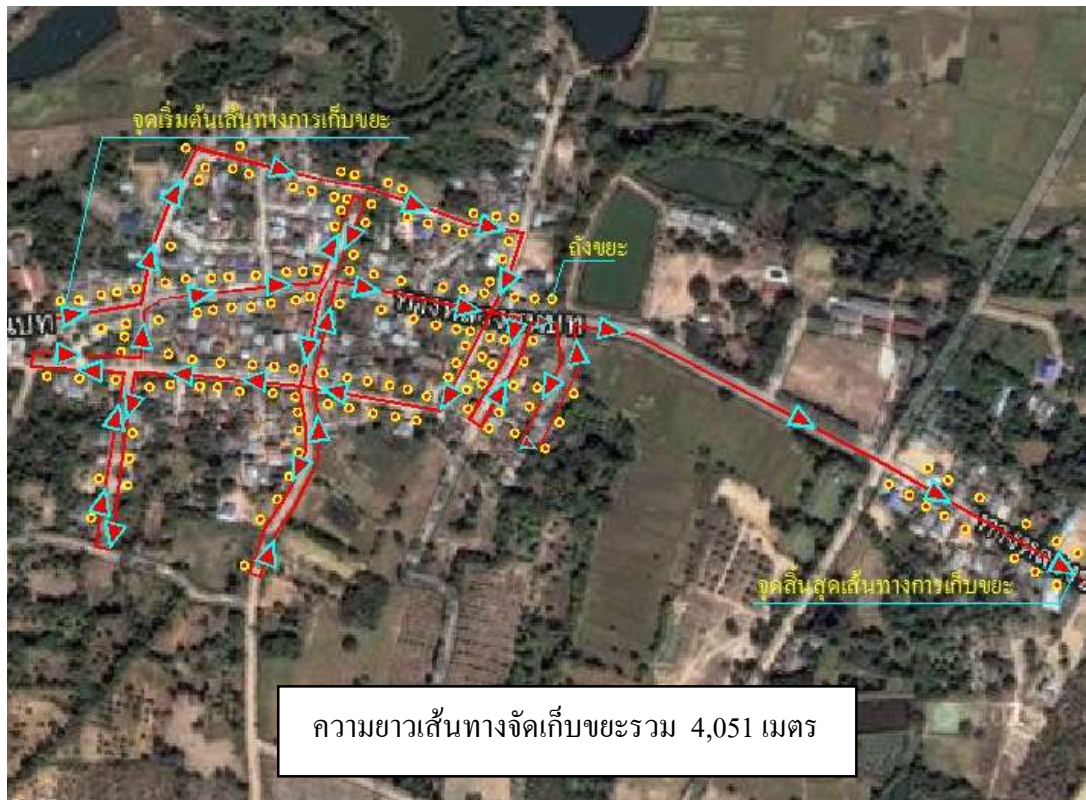 จุดเริ่มต้นเส้นทางการเก็บขยะ
ถังขยะ
จุดสิ้นสุดเส้นทางการเก็บขยะ
ความยาวเส้นทางจัดเก็บขยะรวม 4,051 เมตร